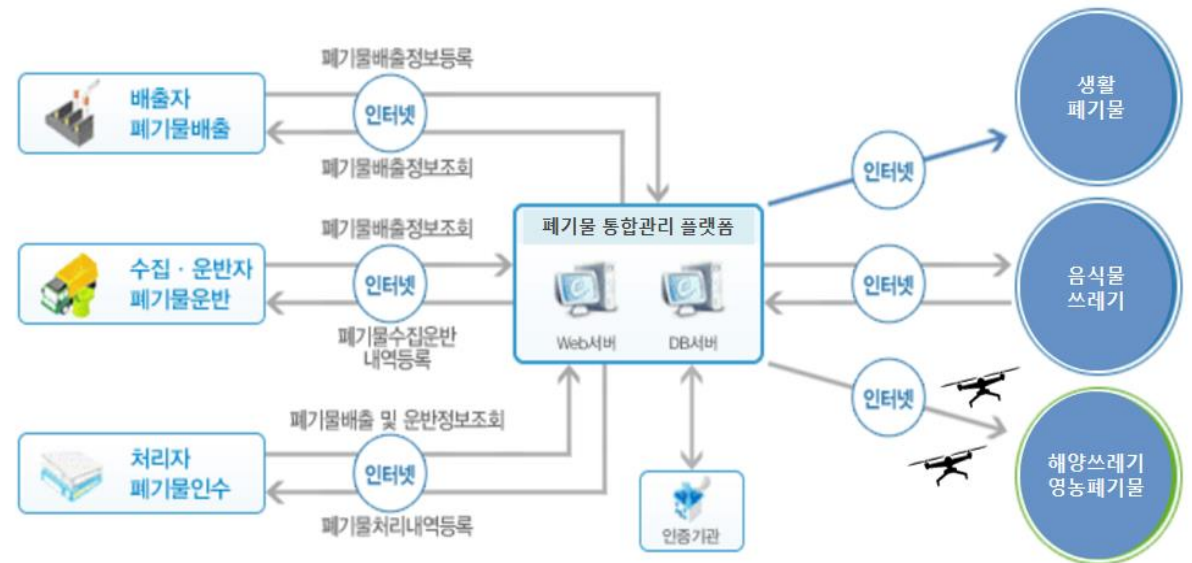 폐기물배출정보등록
배출자
폐기물배출
인터넷
폐기물배출정보조회
수집 · 운반자
폐기물운반
폐기물배출정보조회
인터넷
폐기물수집운반
내역등록
처리자
폐기물인수
폐기물배출 및 운반정보조회
인터넷
폐기물처리내역등록
폐기물 통합관리 플랫폼
Web서버
DB서버
인증기관
인터넷
생활
폐기물
인터넷
음식물
쓰레기
인터넷
해양쓰레기
영농폐기물